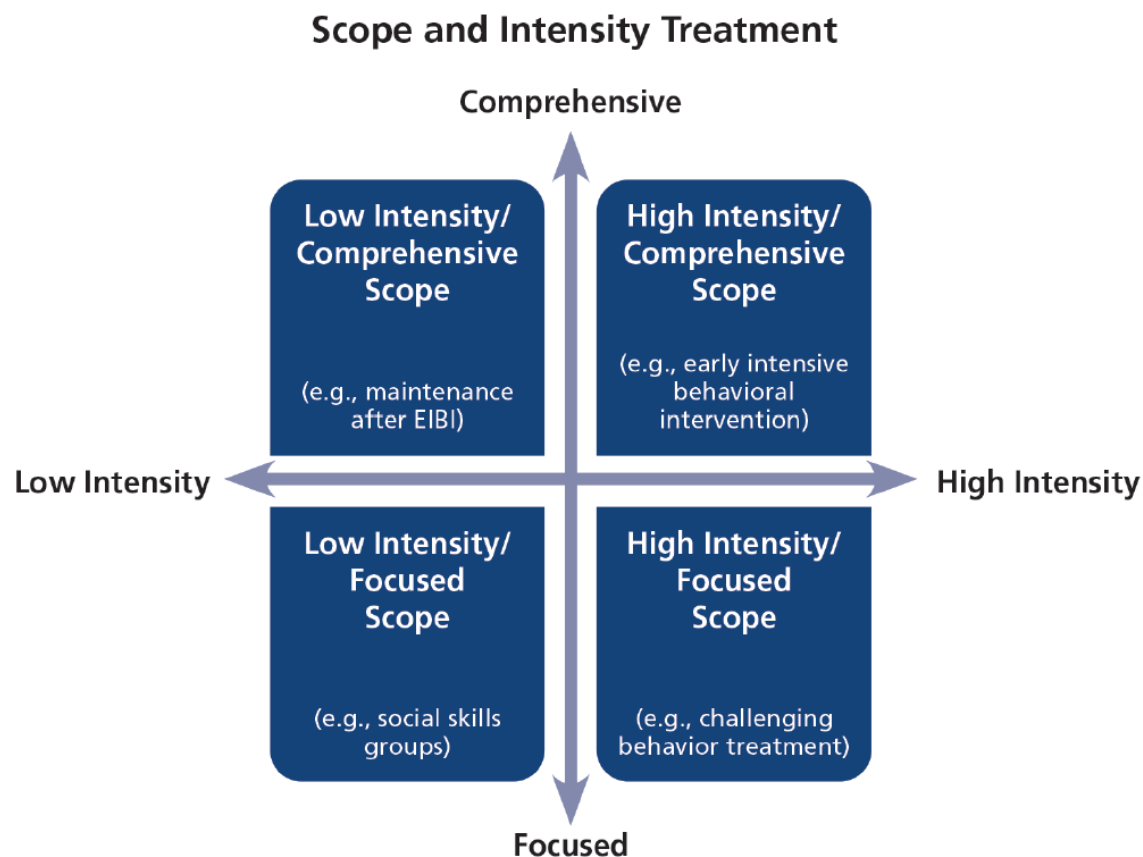 Scope and Intensity Treatment
Comprehensive
Low Intensity/
Comprehensive
Scope
(e.g., maintenance
after EIBI)
High Intensity/
Comprehensive
Scope
(e.g., early intensive
behavioral
intervention)
Low Intensity
High Intensity
Low Intensity/
Focused
Scope
(e.g., social skills
groups)
High Intensity/
Focused
Scope
(e.g., challenging
behavior treatment)
Focused